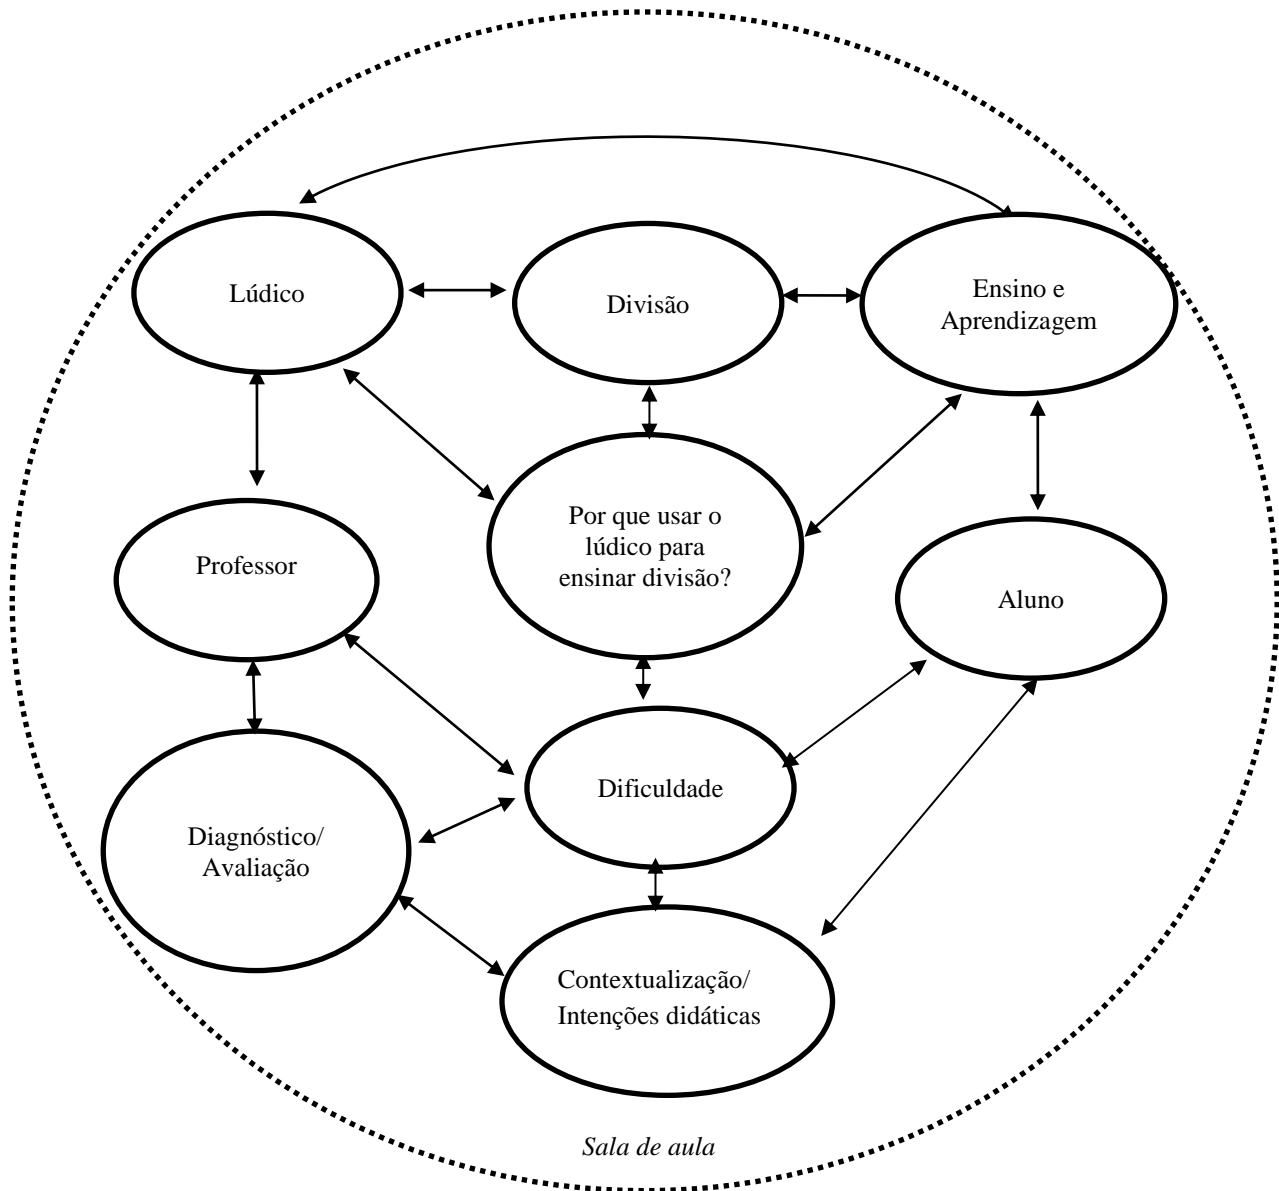 Lúdico
Divisão
Ensino e
Aprendizagem
Por que usar o
lúdico para
ensinar divisão?
Professor
Aluno
Dificuldade
Diagnóstico/
Avaliação
Contextualização/
Intenções didáticas
Sala de aula